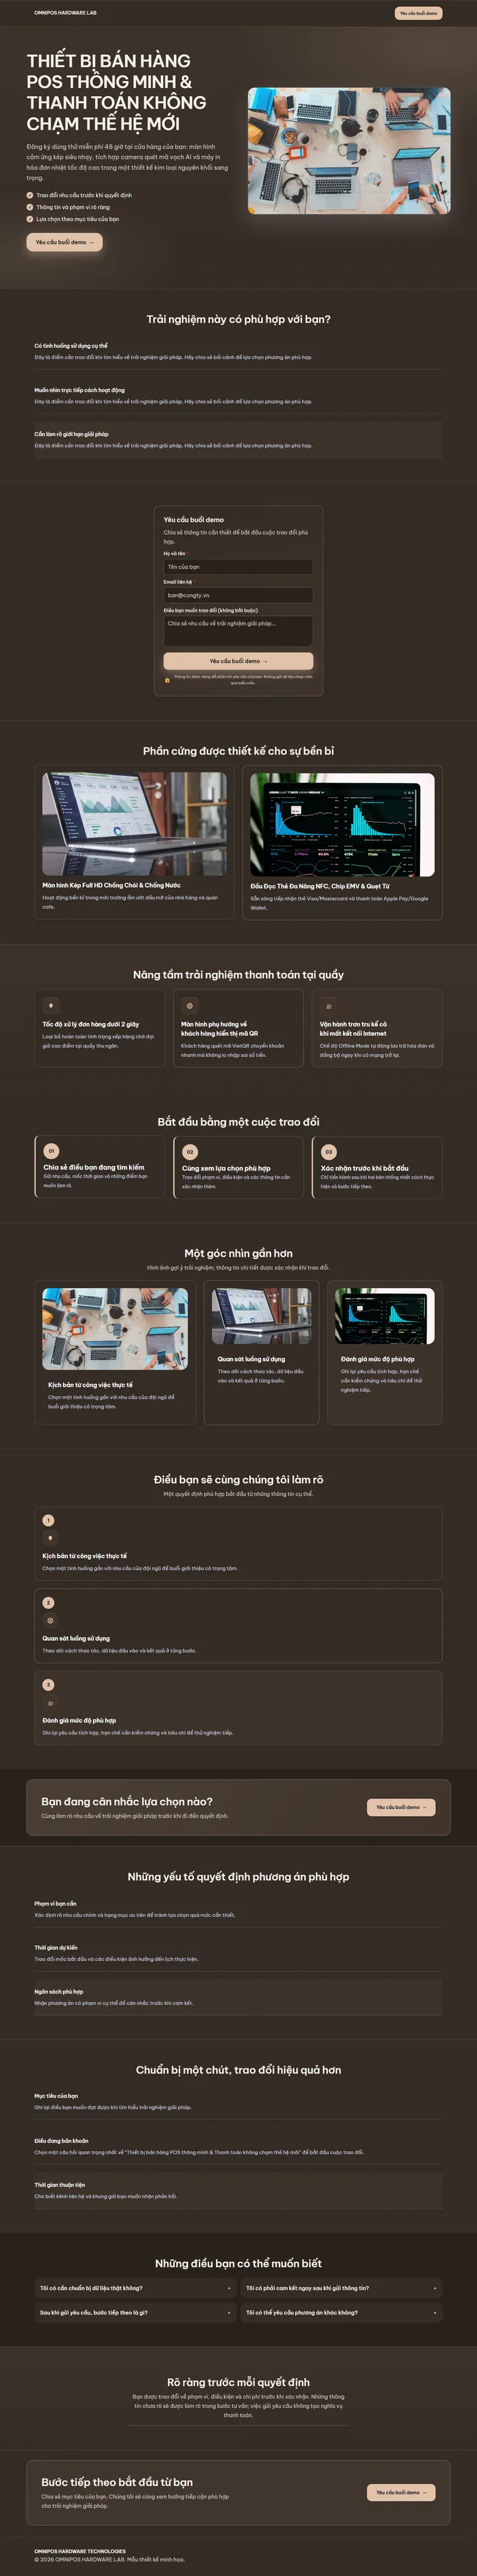 OMNIPOS HARDWARE LAB
Yêu cầu buổi demo
THIẾT BỊ BÁN HÀNG
POS THÔNG MINH &
THANH TOÁN KHÔNG
CHẠM THẾ HỆ MỚI
Đăng ký dùng thử miễn phí 48 giờ tại cửa hàng của bạn: màn hình
cảm ứng kép siêu nhạy, tích hợp camera quét mã vạch AI và máy in
hóa đơn nhiệt tốc độ cao trong một thiết kế kim loại nguyên khối sang
trọng.
Trao đổi nhu cầu trước khi quyết định
Thông tin và phạm vi rõ ràng
Lựa chọn theo mục tiêu của bạn
Yêu cầu buổi demo →
Trải nghiệm này có phù hợp với bạn?
Có tình huống sử dụng cụ thể
Đây là điểm cần trao đổi khi tìm hiểu về trải nghiệm giải pháp. Hãy chia sẻ bối cảnh để lựa chọn phương án phù hợp.
Muốn nhìn trực tiếp cách hoạt động
Đây là điểm cần trao đổi khi tìm hiểu về trải nghiệm giải pháp. Hãy chia sẻ bối cảnh để lựa chọn phương án phù hợp.
Cần làm rõ giới hạn giải pháp
Đây là điểm cần trao đổi khi tìm hiểu về trải nghiệm giải pháp. Hãy chia sẻ bối cảnh để lựa chọn phương án phù hợp.
Yêu cầu buổi demo
Chia sẻ thông tin cần thiết để bắt đầu cuộc trao đổi phù
hợp.
Họ và tên *
Tên của bạn
Email liên hệ *
ban@congty.vn
Điều bạn muốn trao đổi (không bắt buộc)
Chia sẻ nhu cầu về trải nghiệm giải pháp...
Yêu cầu buổi demo →
Thông tin được dùng để phản hồi yêu cầu của bạn. Không gửi dữ liệu nhạy cảm
qua biểu mẫu.
Phần cứng được thiết kế cho sự bền bỉ
Màn hình Kép Full HD Chống Chói & Chống Nước
Hoạt động bền bỉ trong môi trường ẩm ướt dầu mỡ của nhà hàng và quán
cafe.
Đầu Đọc Thẻ Đa Năng NFC, Chip EMV & Quẹt Từ
Sẵn sàng tiếp nhận thẻ Visa/Mastercard và thanh toán Apple Pay/Google
Wallet.
Nâng tầm trải nghiệm thanh toán tại quầy
Tốc độ xử lý đơn hàng dưới 2 giây
Loại bỏ hoàn toàn tình trạng xếp hàng chờ đợi
giờ cao điểm tại quầy thu ngân.
Màn hình phụ hướng về
khách hàng hiển thị mã QR
Khách hàng quét mã VietQR chuyển khoản
nhanh mà không lo nhập sai số tiền.
Vận hành trơn tru kể cả
khi mất kết nối Internet
Chế độ Offline Mode tự động lưu trữ hóa đơn và
đồng bộ ngay khi có mạng trở lại.
Bắt đầu bằng một cuộc trao đổi
01
Chia sẻ điều bạn đang tìm kiếm
Gửi nhu cầu, mốc thời gian và những điểm bạn
muốn làm rõ.
02
Cùng xem lựa chọn phù hợp
Trao đổi phạm vi, điều kiện và các thông tin cần
xác nhận thêm.
03
Xác nhận trước khi bắt đầu
Chỉ tiến hành sau khi hai bên thống nhất cách thực
hiện và bước tiếp theo.
Một góc nhìn gần hơn
Hình ảnh gợi ý trải nghiệm; thông tin chi tiết được xác nhận khi trao đổi.
Kịch bản từ công việc thực tế
Chọn một tình huống gần với nhu cầu của đội ngũ để
buổi giới thiệu có trọng tâm.
Quan sát luồng sử dụng
Theo dõi cách thao tác, dữ liệu đầu
vào và kết quả ở từng bước.
Đánh giá mức độ phù hợp
Ghi lại yêu cầu tích hợp, hạn chế
cần kiểm chứng và tiêu chí để thử
nghiệm tiếp.
Điều bạn sẽ cùng chúng tôi làm rõ
Một quyết định phù hợp bắt đầu từ những thông tin cụ thể.
1
Kịch bản từ công việc thực tế
Chọn một tình huống gần với nhu cầu của đội ngũ để buổi giới thiệu có trọng tâm.
2
Quan sát luồng sử dụng
Theo dõi cách thao tác, dữ liệu đầu vào và kết quả ở từng bước.
3
Đánh giá mức độ phù hợp
Ghi lại yêu cầu tích hợp, hạn chế cần kiểm chứng và tiêu chí để thử nghiệm tiếp.
Bạn đang cân nhắc lựa chọn nào?
Cùng làm rõ nhu cầu về trải nghiệm giải pháp trước khi đi đến quyết định.
Yêu cầu buổi demo →
Những yếu tố quyết định phương án phù hợp
Phạm vi bạn cần
Xác định rõ nhu cầu chính và hạng mục ưu tiên để tránh lựa chọn quá mức cần thiết.
Thời gian dự kiến
Trao đổi mốc bắt đầu và các điều kiện ảnh hưởng đến lịch thực hiện.
Ngân sách phù hợp
Nhận phương án có phạm vi cụ thể để cân nhắc trước khi cam kết.
Chuẩn bị một chút, trao đổi hiệu quả hơn
Mục tiêu của bạn
Ghi lại điều bạn muốn đạt được khi tìm hiểu trải nghiệm giải pháp.
Điều đang băn khoăn
Chọn một câu hỏi quan trọng nhất về "Thiết bị bán hàng POS thông minh & Thanh toán không chạm thế hệ mới" để bắt đầu cuộc trao đổi.
Thời gian thuận tiện
Cho biết kênh liên hệ và khung giờ bạn muốn nhận phản hồi.
Những điều bạn có thể muốn biết
Tôi có cần chuẩn bị dữ liệu thật không? +
Tôi có phải cam kết ngay sau khi gửi thông tin? +
Sau khi gửi yêu cầu, bước tiếp theo là gì? +
Tôi có thể yêu cầu phương án khác không? +
Rõ ràng trước mỗi quyết định
Bạn được trao đổi về phạm vi, điều kiện và chi phí trước khi xác nhận. Những thông
tin chưa rõ sẽ được làm rõ trong bước tư vấn; việc gửi yêu cầu không tạo nghĩa vụ
thanh toán.
Bước tiếp theo bắt đầu từ bạn
Chia sẻ mục tiêu của bạn. Chúng tôi sẽ cùng xem hướng tiếp cận phù hợp
cho trải nghiệm giải pháp.
Yêu cầu buổi demo →
OMNIPOS HARDWARE TECHNOLOGIES
© 2026 OMNIPOS HARDWARE LAB. Mẫu thiết kế minh họa.